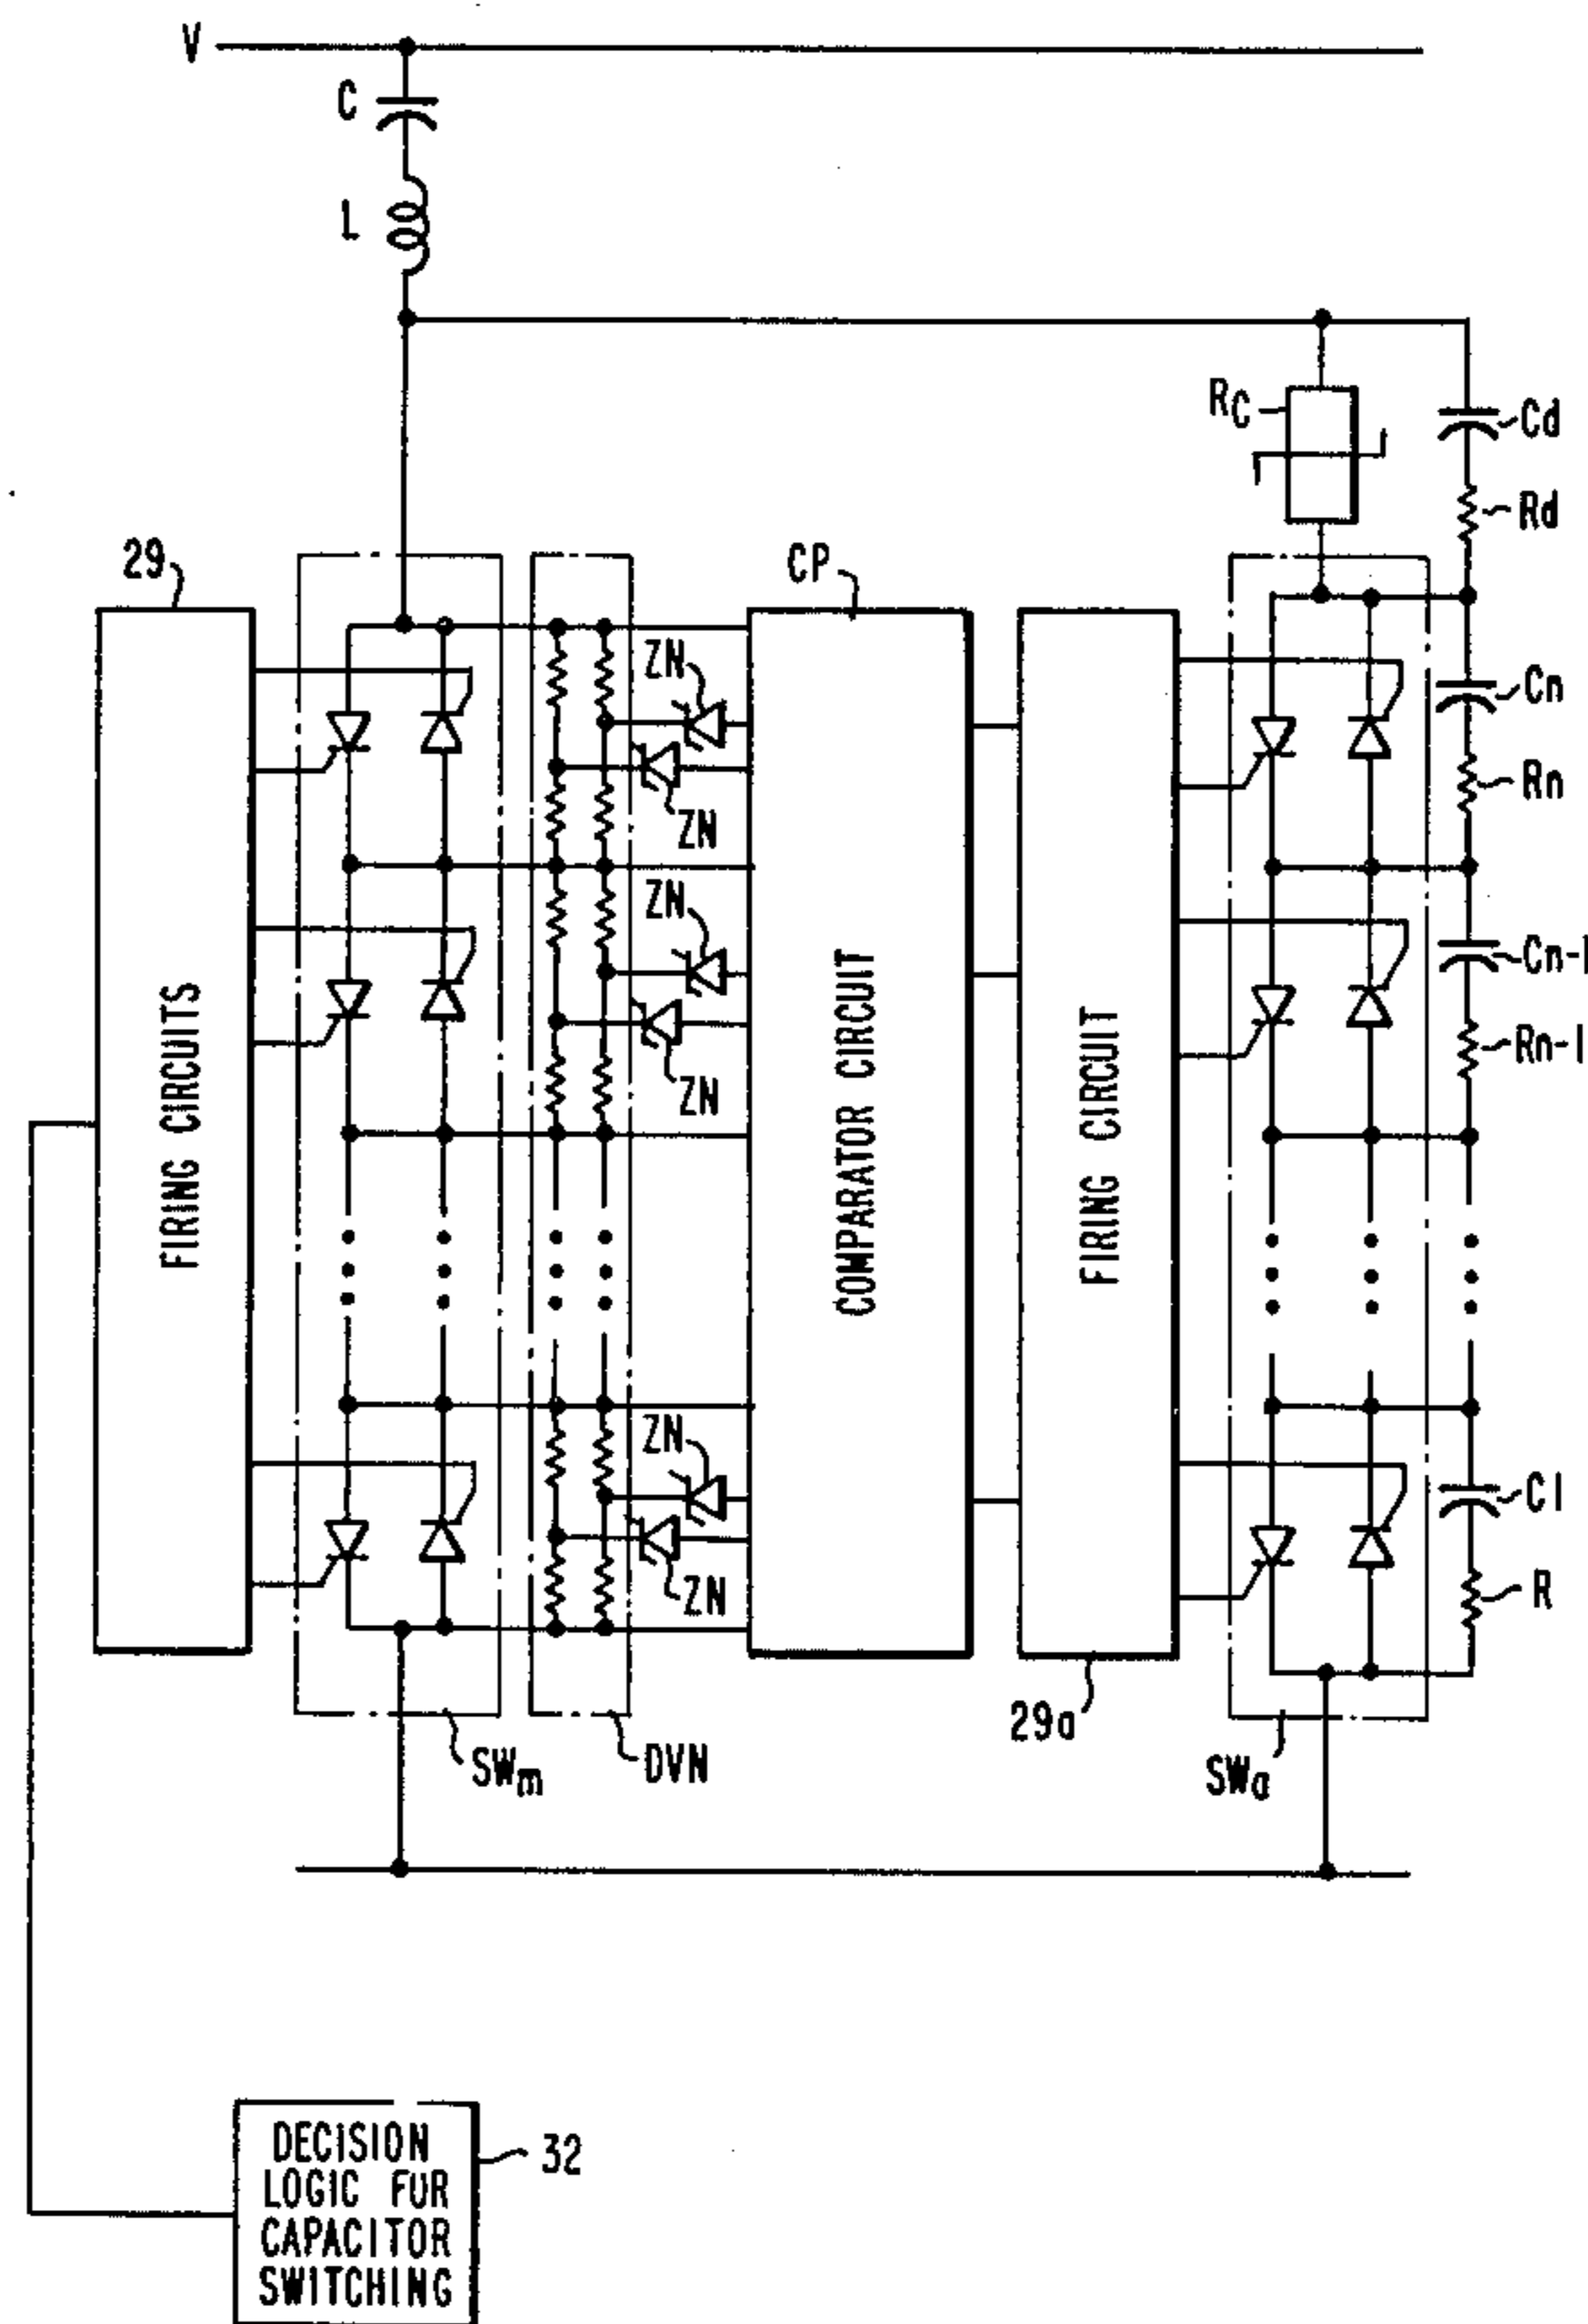 V
C
L
RC
Cd
Rd
29
CP
ZN
ZN
Cn
Rn
ZN
ZN
Cn-1
Rn-1
FIRING CIRCUITS
COMPARATOR CIRCUIT
FIRING CIRCUIT
ZN
ZN
C1
R
SWm
DVN
29a
SWa
DECISION
LOGIC FUR
CAPACITOR
SWITCHING
32